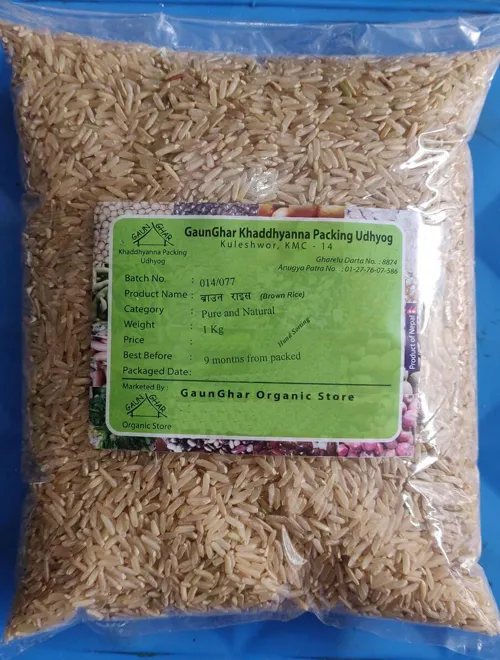 GAUN GHAR
Khaddhyanna Packing
Udhyog
GaunGhar Khaddhyanna Packing Udhyog
Kuleshwor, KMC - 14
Gharelu Darta No. : 8874
Anugya Patra No. : 01-27-76-07-586
Batch No. : 014/077
Product Name : ब्राउन राइस (Brown Rice)
Category : Pure and Natural
Weight : 1 Kg
Price :
Hand Sorting
Best Before : 9 months from packed
Packaged Date:
Product of Nepal
Marketed By :
GAUN GHAR
Organic Store
GaunGhar Organic Store